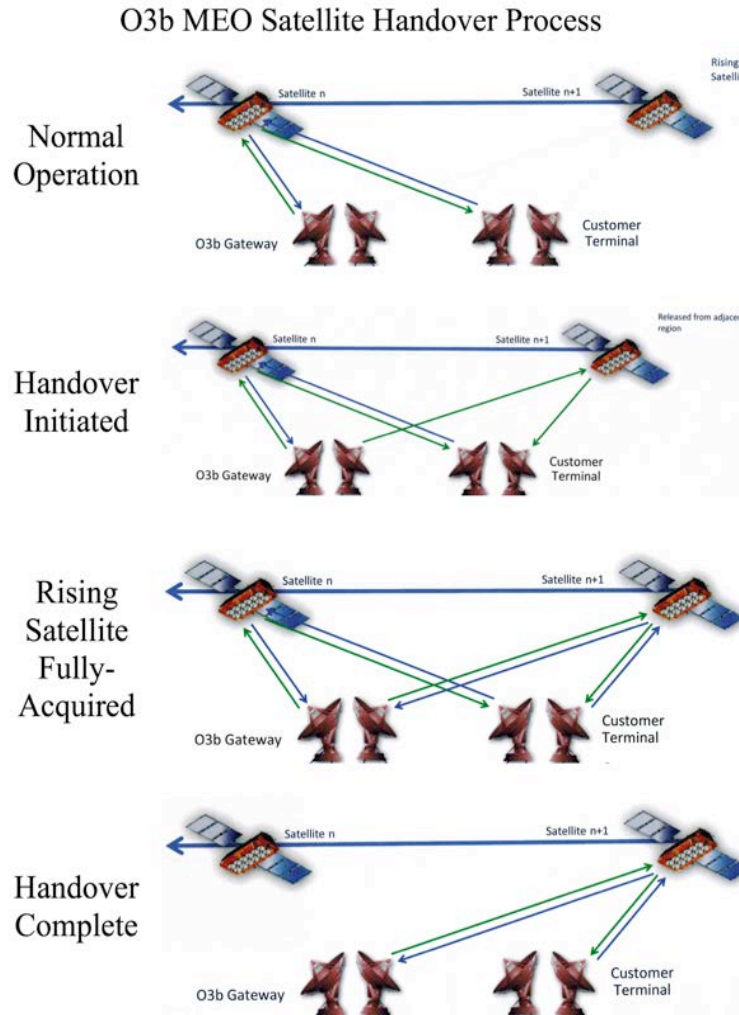 O3b MEO Satellite Handover Process
Rising
Satellit
Satellite n
Satellite n+1
Normal
Operation
O3b Gateway
Customer
Terminal
Released from adjacen
region
Satellite n
Satellite n+1
Handover
Initiated
O3b Gateway
Customer
Terminal
Satellite n
Satellite n+1
Rising
Satellite
Fully-
Acquired
O3b Gateway
Customer
Terminal
Satellite n
Satellite n+1
Handover
Complete
O3b Gateway
Customer
Terminal